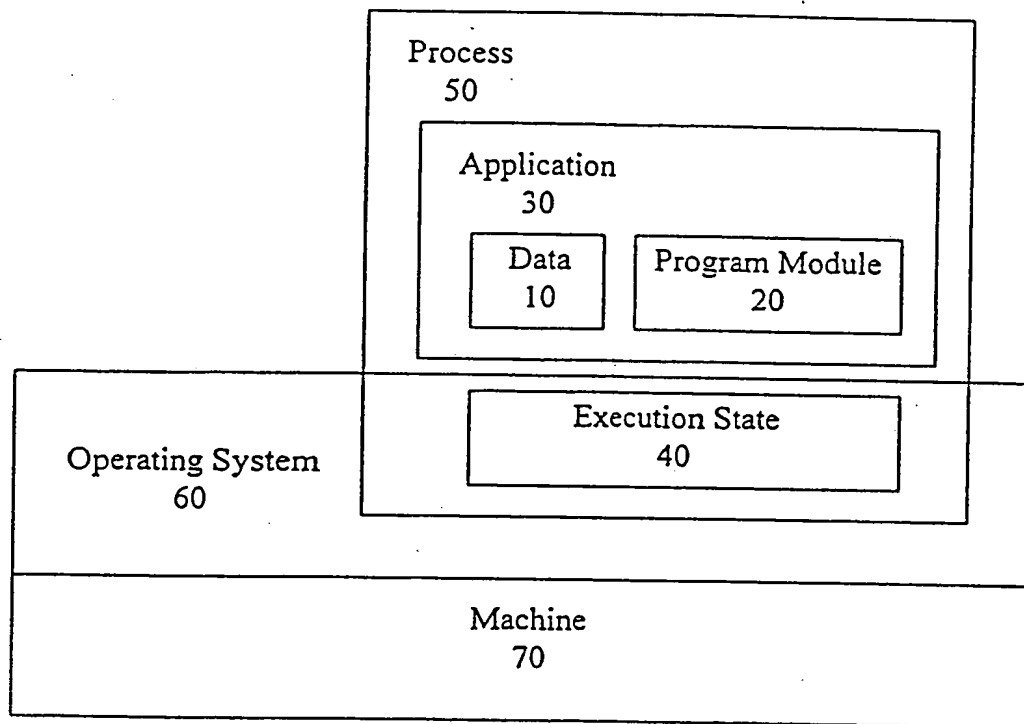 Process
50
Application
30
Data
10
Program Module
20
Execution State
40
Operating System
60
Machine
70